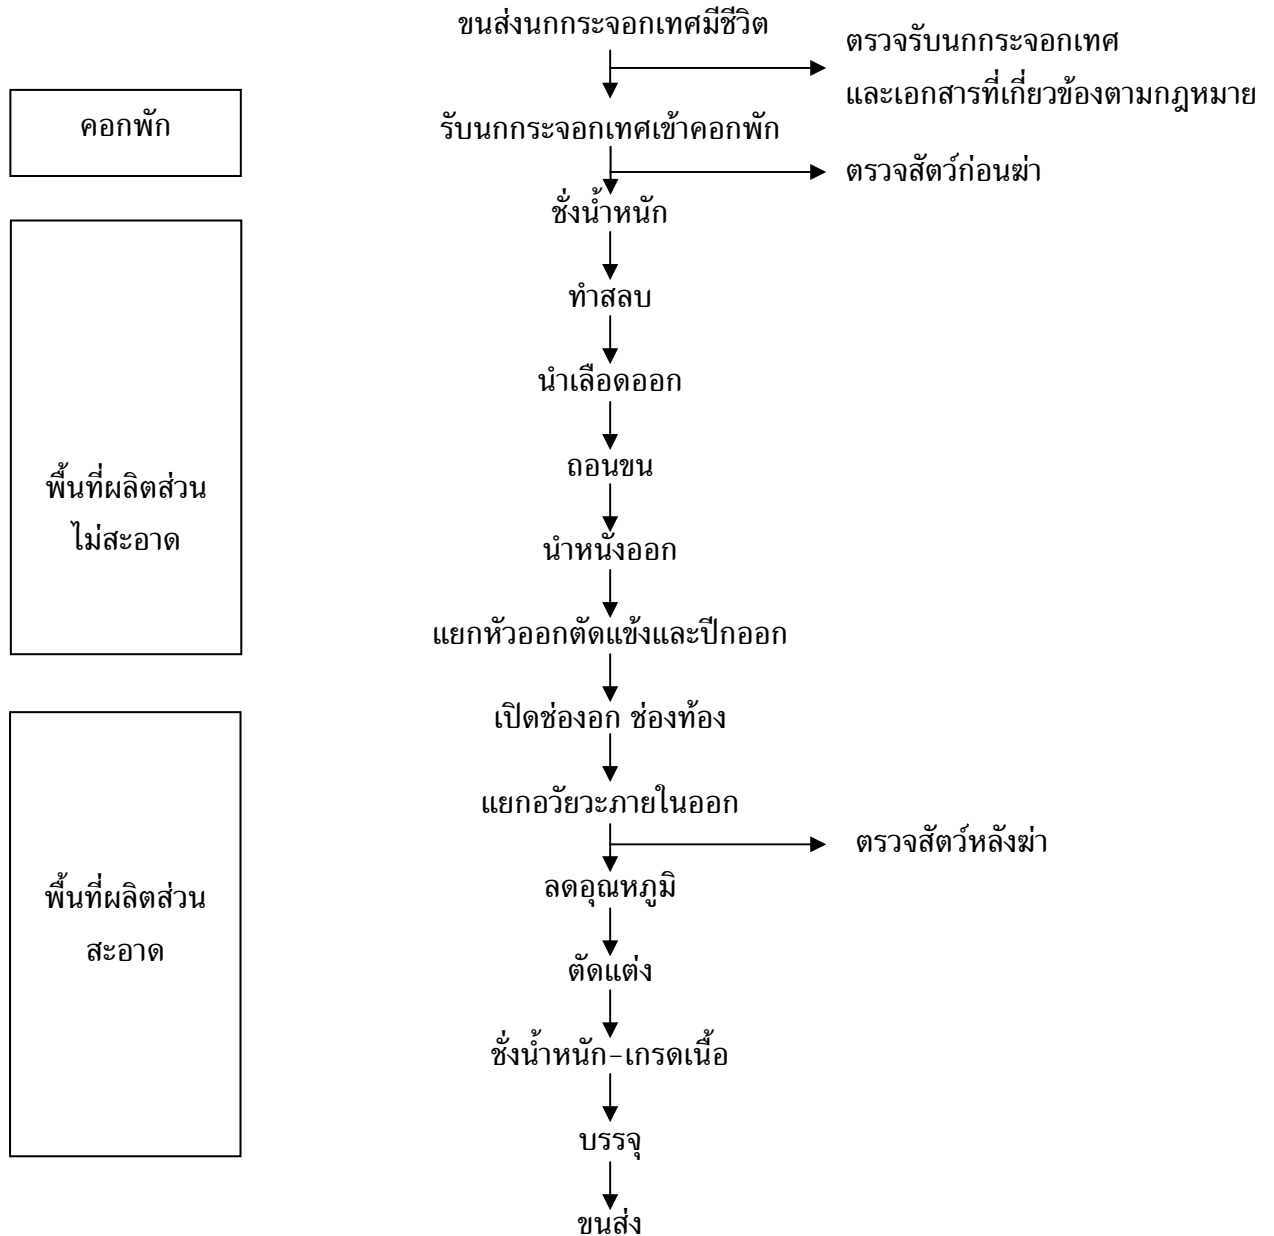 ขนส่งนกกระจอกเทศมีชีวิต
ตรวจรับนกกระจอกเทศ
และเอกสารที่เกี่ยวข้องตามกฎหมาย
คอกพัก
รับนกกระจอกเทศเข้าคอกพัก
ตรวจสัตว์ก่อนฆ่า
ชั่งน้ำหนัก
ทำสลบ
นำเลือดออก
ถอนขน
พื้นที่ผลิตส่วน
ไม่สะอาด
นำหนังออก
แยกหัวออกตัดแข้งและปีกออก
เปิดช่องอก ช่องท้อง
แยกอวัยวะภายในออก
ตรวจสัตว์หลังฆ่า
ลดอุณหภูมิ
พื้นที่ผลิตส่วน
สะอาด
ตัดแต่ง
ชั่งน้ำหนัก-เกรดเนื้อ
บรรจุ
ขนส่ง